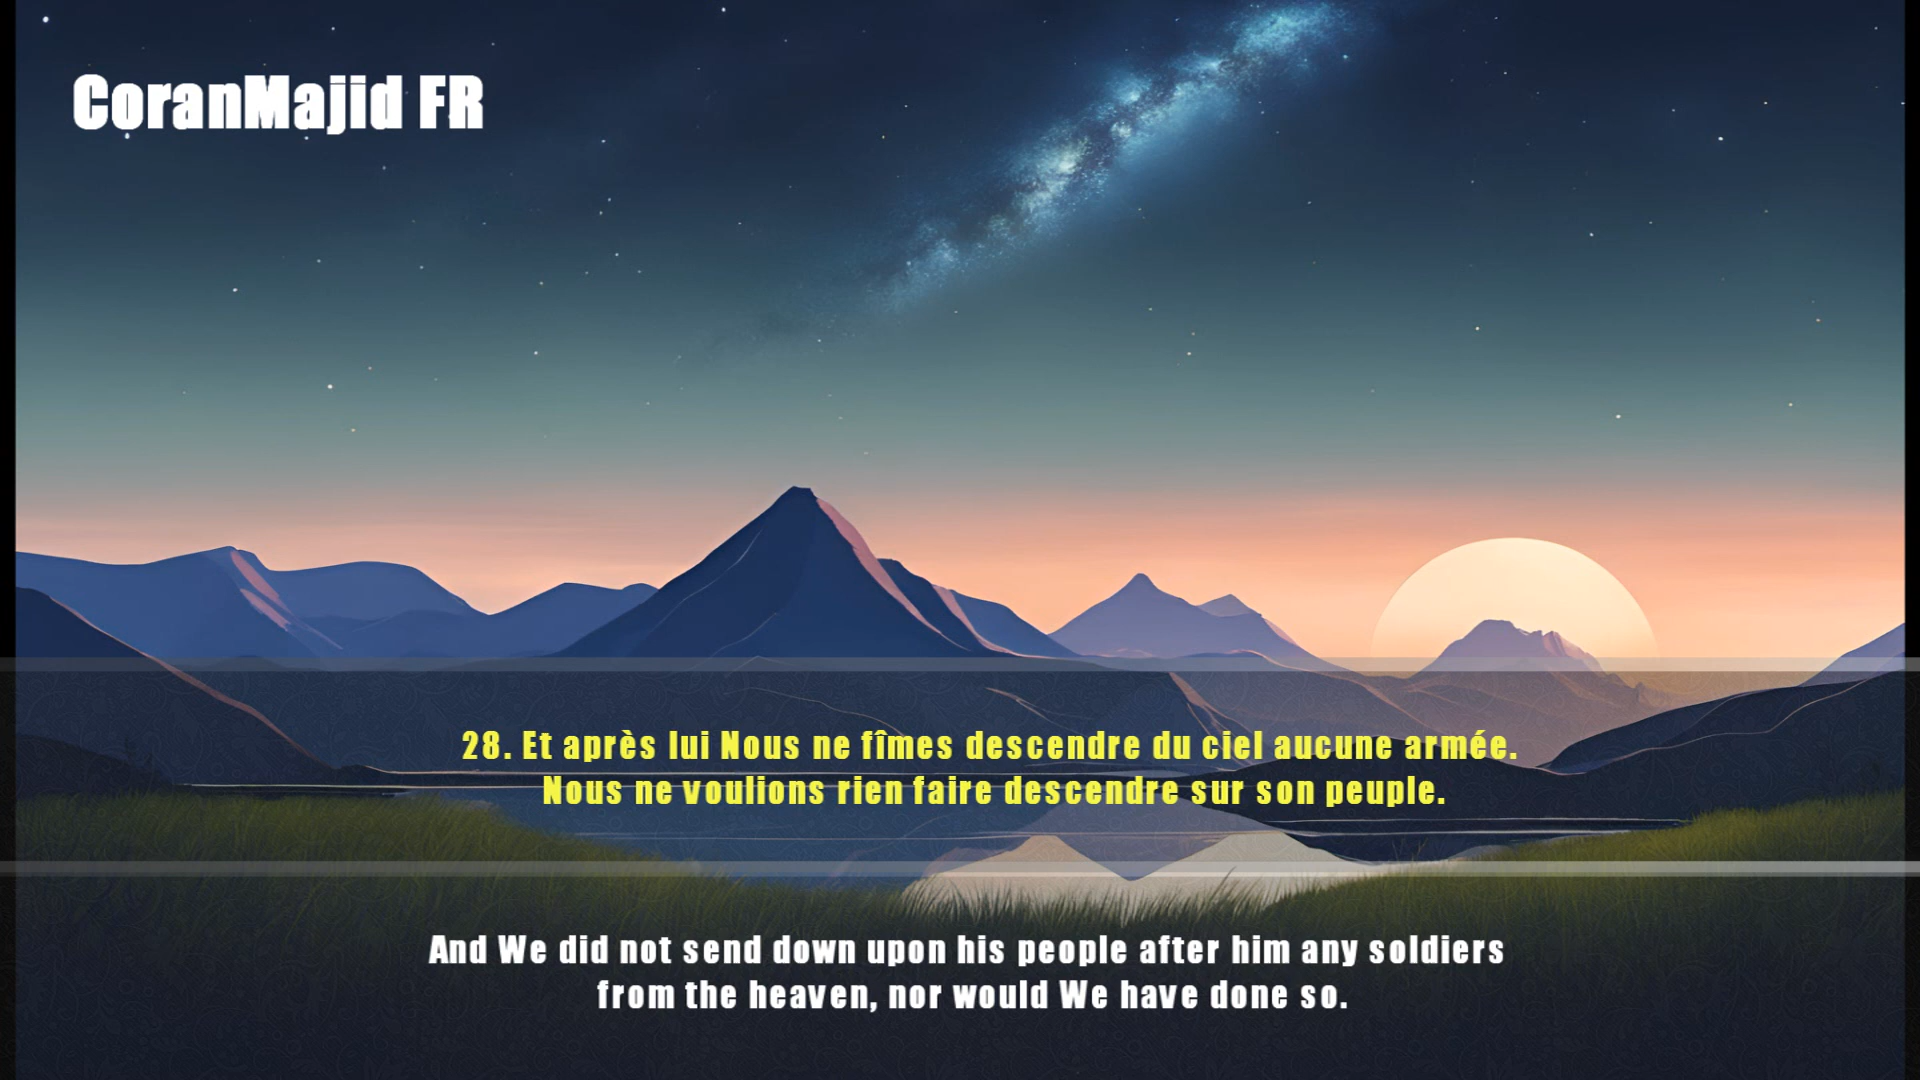 CoranMajid FR
28. Et après lui Nous ne fîmes descendre du ciel aucune armée.
Nous ne voulions rien faire descendre sur son peuple.
And We did not send down upon his people after him any soldiers
from the heaven, nor would We have done so.